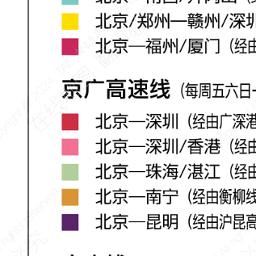 北京/郑州—赣州/深圳
北京—福州/厦门（经由
京广高速线（每周五六日
北京—深圳（经由广深港
北京—深圳/香港（经由
北京—珠海/湛江（经由
北京—南宁（经由衡柳线
北京—昆明（经由沪昆高